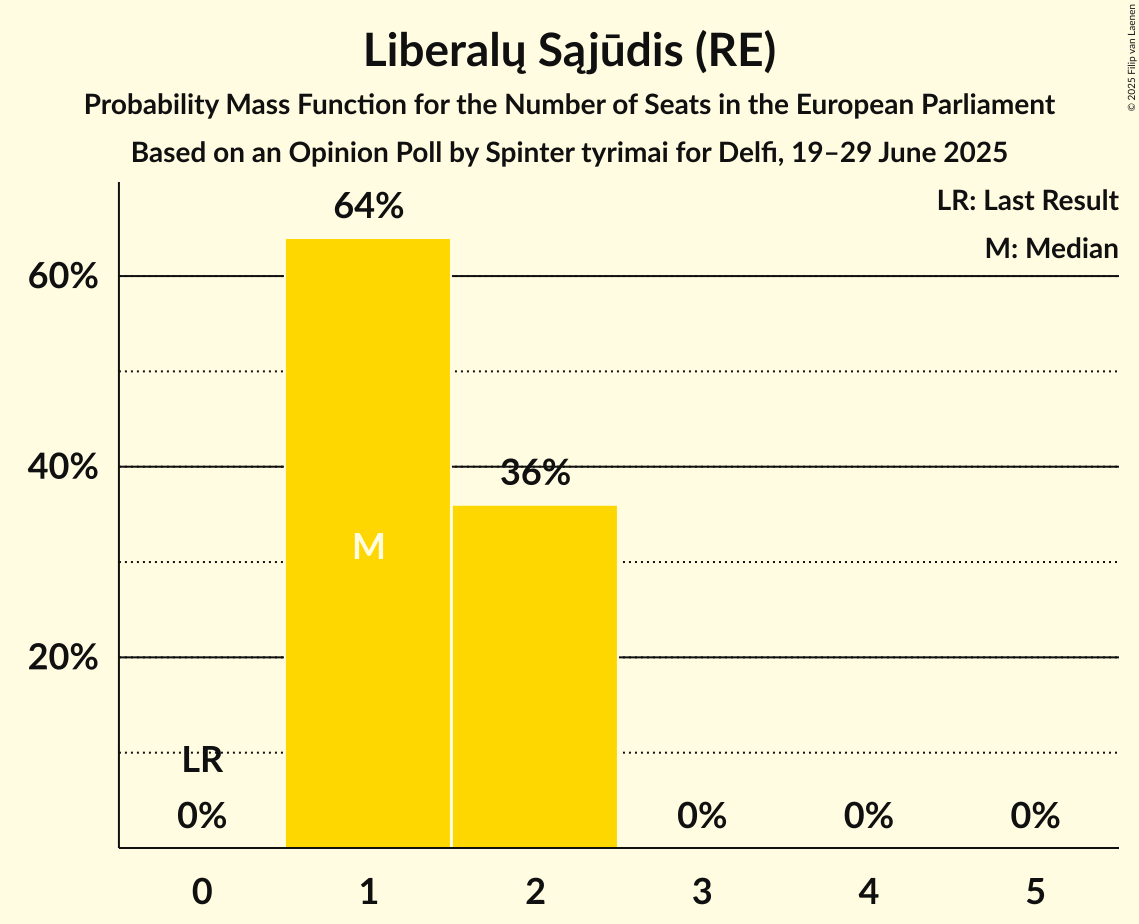 Liberalų Sąjūdis (RE)
Probability Mass Function for the Number of Seats in the European Parliament
Based on an Opinion Poll by Spinter tyrimai for Delfi, 19–29 June 2025
© 2025 Filip van Laenen
LR: Last Result
M: Median
64%
60%
40%
36%
M
20%
LR
0%
0%
0%
0%
0 1 2 3 4 5